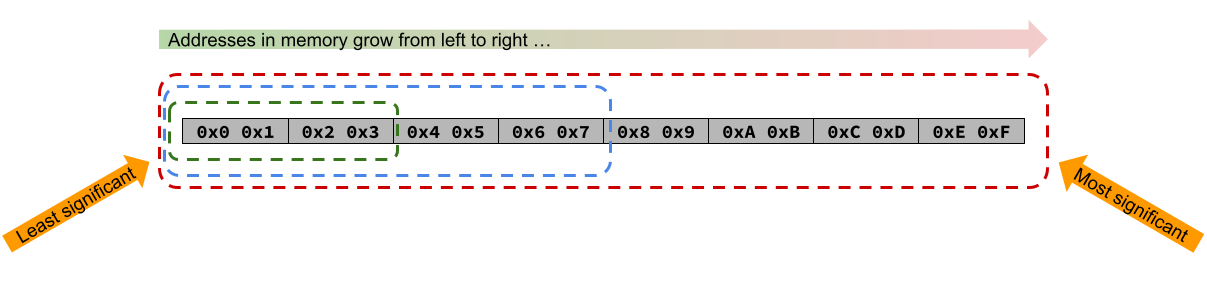 Addresses in memory grow from left to right …
0x0 0x1 0x2 0x3 0x4 0x5 0x6 0x7 0x8 0x9 0xA 0xB 0xC 0xD 0xE 0xF
Least significant
Most significant